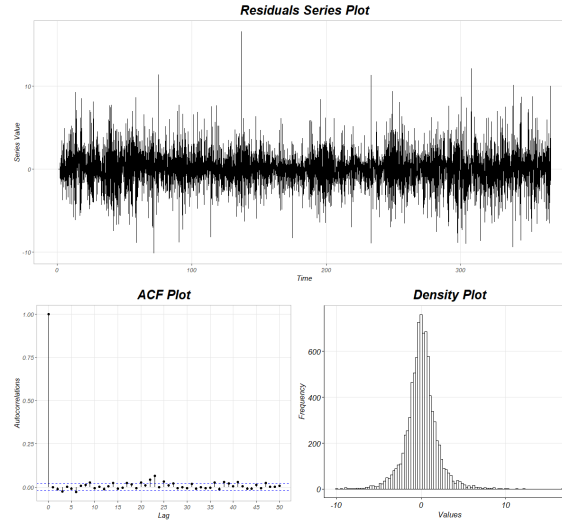 Residuals Series Plot
Series Value
10
0
-10
0
100
200
300
Time
ACF Plot
Autocorrelations
1.00
0.75
0.50
0.25
0.00
0 5 10 15 20 25 30 35 40 45 50
Lag
Density Plot
Frequency
600
400
200
0
-10
0
10
Values